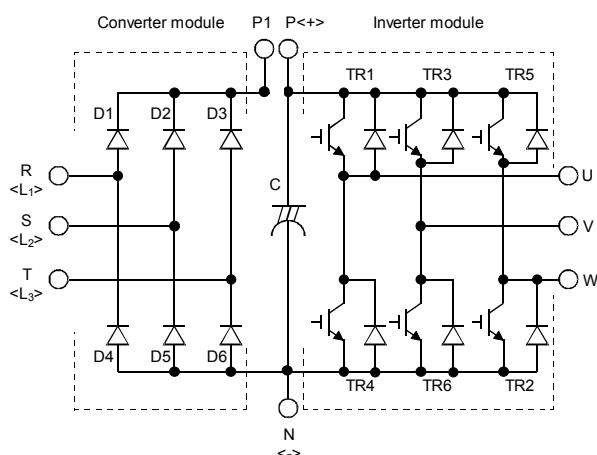 Converter module P1 P<+> Inverter module
TR1 TR3 TR5
D1 D2 D3
R
<L1>
U
C
S
<L2>
V
T
<L3>
W
D4 D5 D6
TR4 TR6 TR2
N
<->